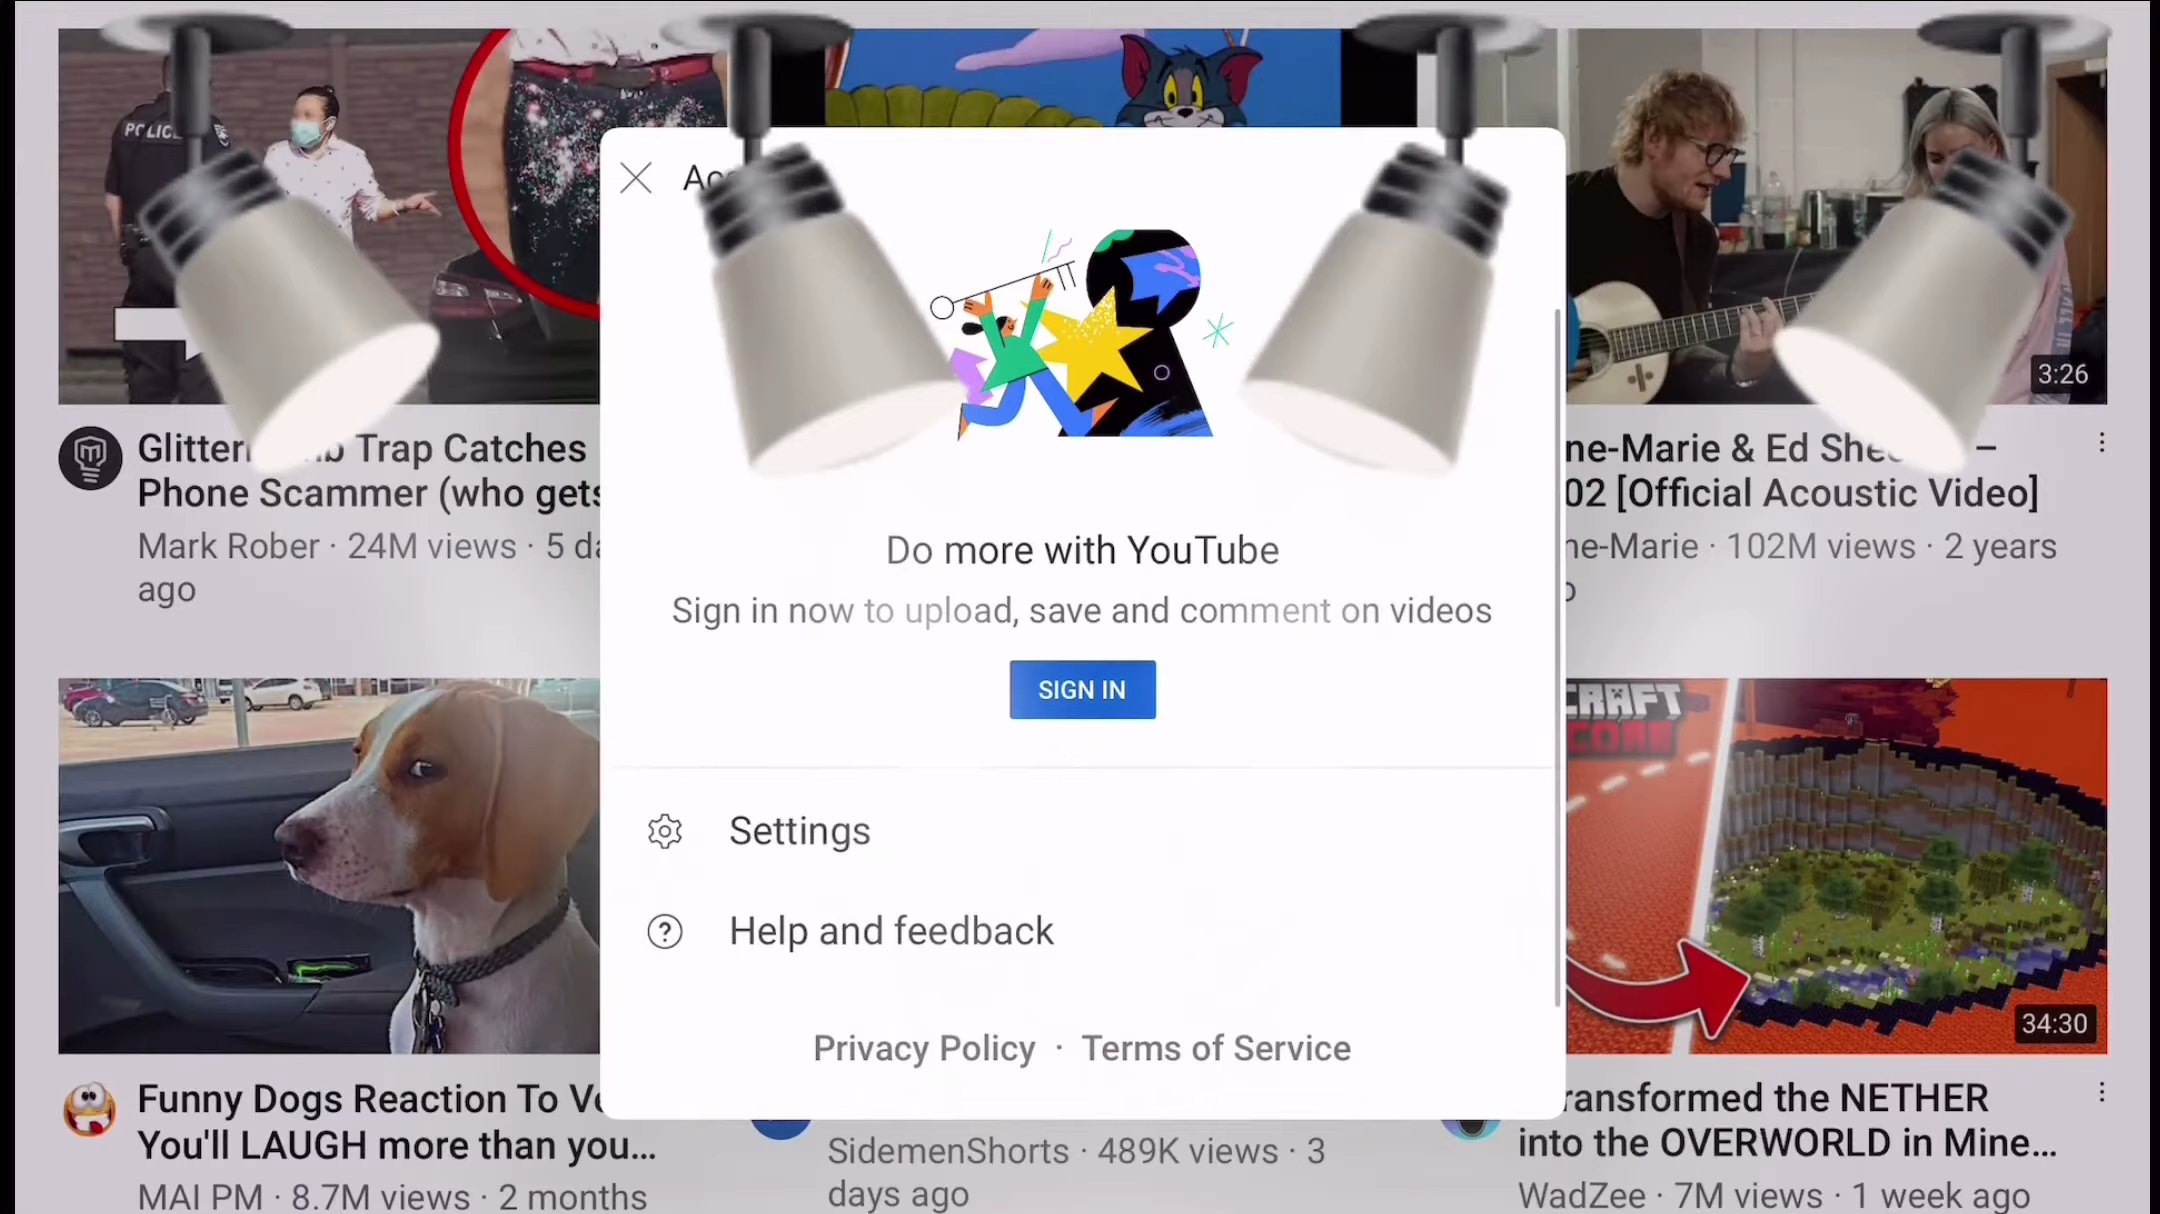 POLICE
Glitter Trap Catches
Phone Scammer (who gets
Mark Rober · 24M views · 5
ago
Do more with YouTube
Sign in now to upload, save and comment on videos
SIGN IN
Settings
Help and feedback
Privacy Policy · Terms of Service
3:26
ne-Marie & Ed –
02 [Official Acoustic Video]
ne-Marie · 102M views · 2 years
CRAFT
CORE
34:30
Funny Dogs Reaction To
You'll LAUGH more than you...
MAI PM · 8.7M views · 2 months
SidemenShorts · 489K views · 3
days ago
ransformed the NETHER
into the OVERWORLD in Mine...
WadZee · 7M views · 1 week ago